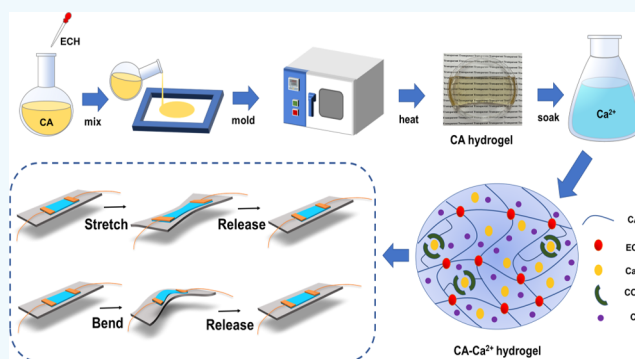 ECH
CA
mix
mold
heat
CA hydrogel
soak
Ca²⁺
Stretch
Release
Bend
Release
CA-Ca²⁺ hydrogel